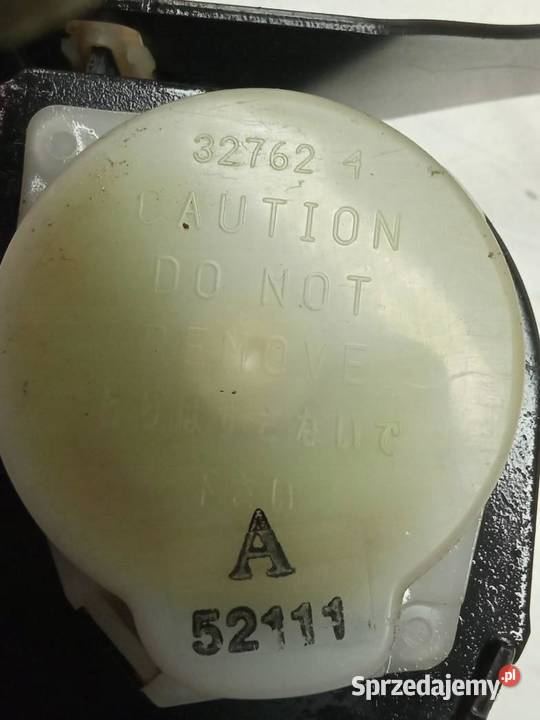 32762 4
CAUTION
DO NOT
REMOVE
A
52111
Sprzedajemy.pl